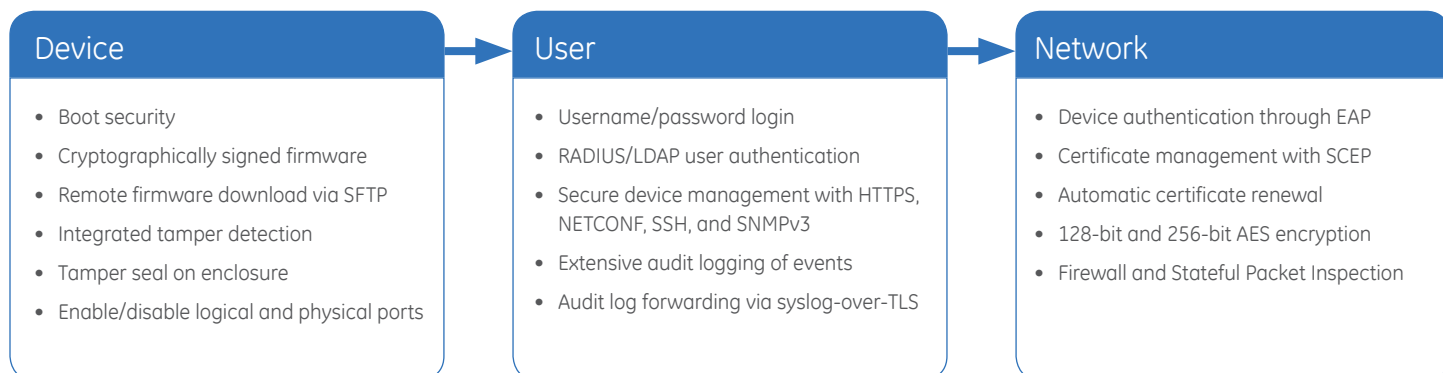 Device
• Boot security
• Cryptographically signed firmware
• Remote firmware download via SFTP
• Integrated tamper detection
• Tamper seal on enclosure
• Enable/disable logical and physical ports
User
• Username/password login
• RADIUS/LDAP user authentication
• Secure device management with HTTPS,
NETCONF, SSH, and SNMPv3
• Extensive audit logging of events
• Audit log forwarding via syslog-over-TLS
Network
• Device authentication through EAP
• Certificate management with SCEP
• Automatic certificate renewal
• 128-bit and 256-bit AES encryption
• Firewall and Stateful Packet Inspection